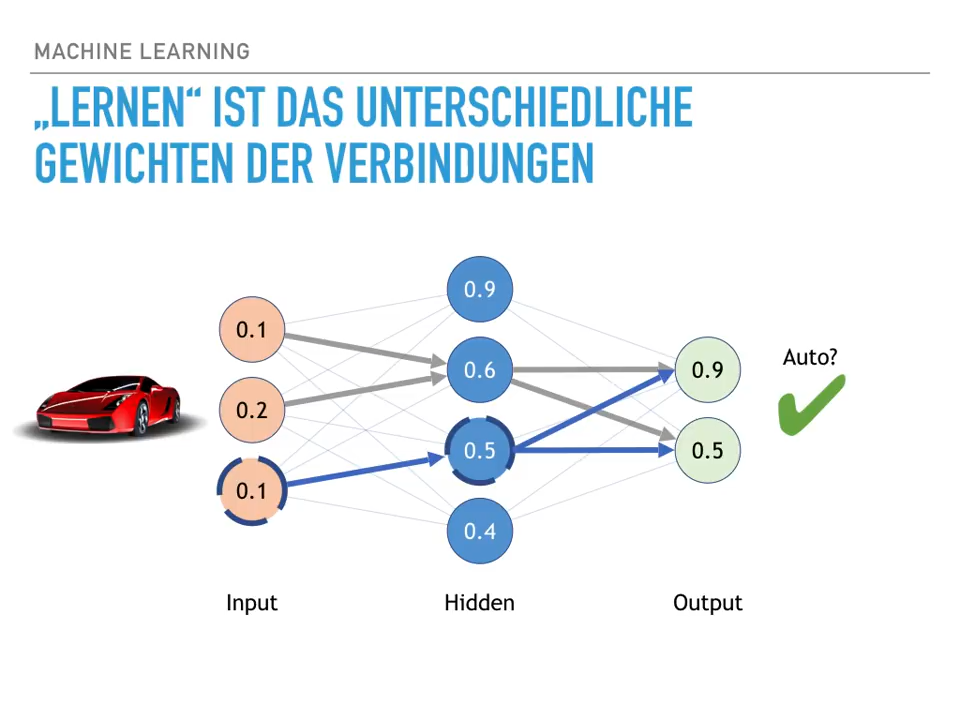 MACHINE LEARNING
„LERNEN“ IST DAS UNTERSCHIEDLICHE
GEWICHTEN DER VERBINDUNGEN
0.9
0.1
0.6
0.9
Auto?
0.2
0.5
0.5
0.1
0.4
Input
Hidden
Output